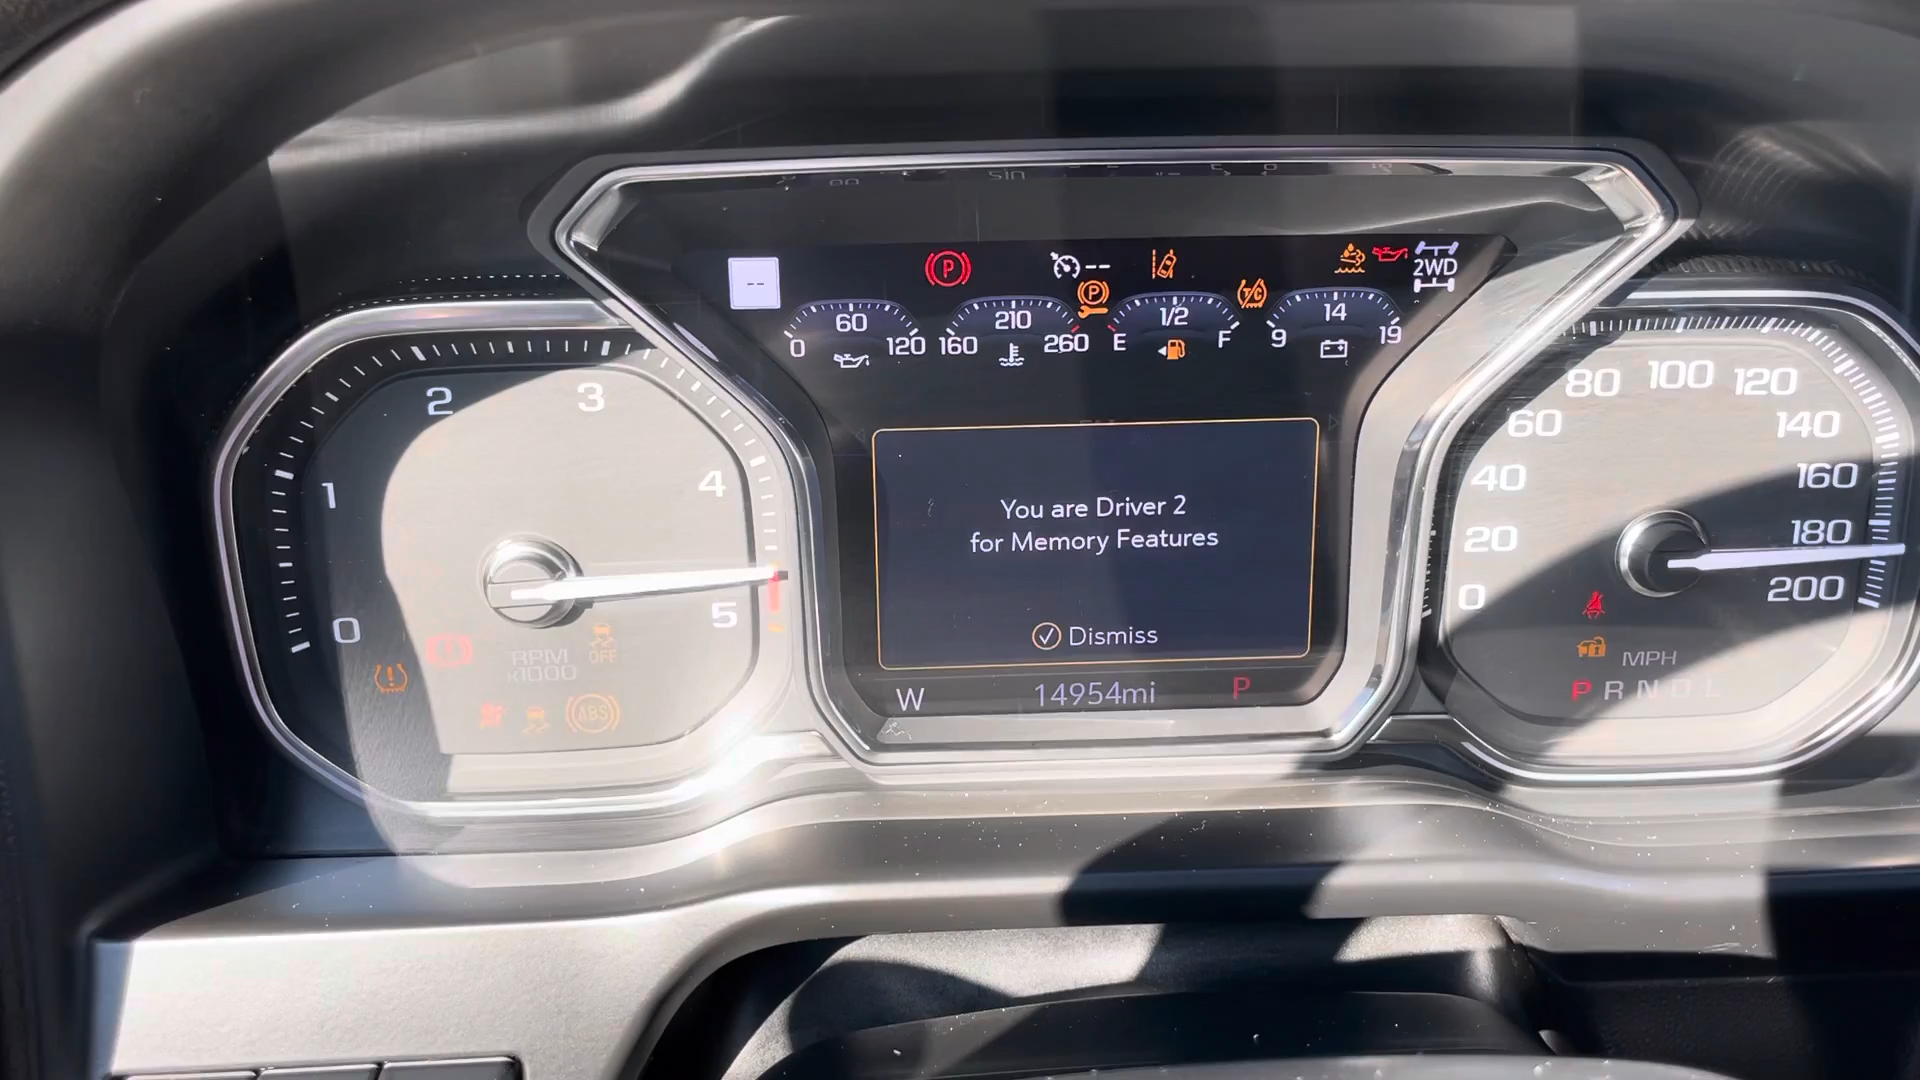 --
P
--
2WD
P
T/C
60
0 120
210
160 260
1/2
E F
14
9 19
You are Driver 2
for Memory Features
Dismiss
W 14954mi P
0
1
2
3
4
5
RPM
x1000
OFF
ABS
0
20
40
60
80
100
120
140
160
180
200
MPH
P R N D L